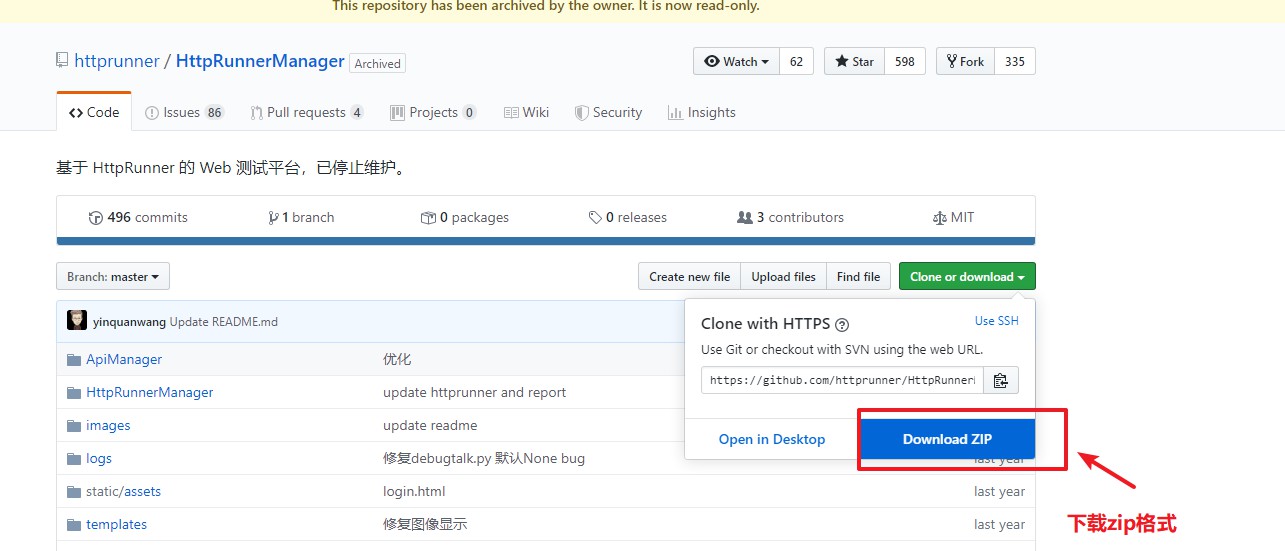 This repository has been archived by the owner. It is now read-only.
httprunner / HttpRunnerManager Archived
Watch 62 Star 598 Fork 335
Code Issues 86 Pull requests 4 Projects 0 Wiki Security Insights
基于 HttpRunner 的 Web 测试平台，已停止维护。
496 commits 1 branch 0 packages 0 releases 3 contributors MIT
Branch: master Create new file Upload files Find file Clone or download
yinquanwang Update README.md
Clone with HTTPS Use SSH
Use Git or checkout with SVN using the web URL.
https://github.com/httprunner/HttpRunner
Open in Desktop Download ZIP
ApiManager 优化
HttpRunnerManager update httprunner and report
images update readme
logs 修复debugtalk.py 默认None bug last year
static/assets login.html last year
templates 修复图像显示 last year
下载zip格式